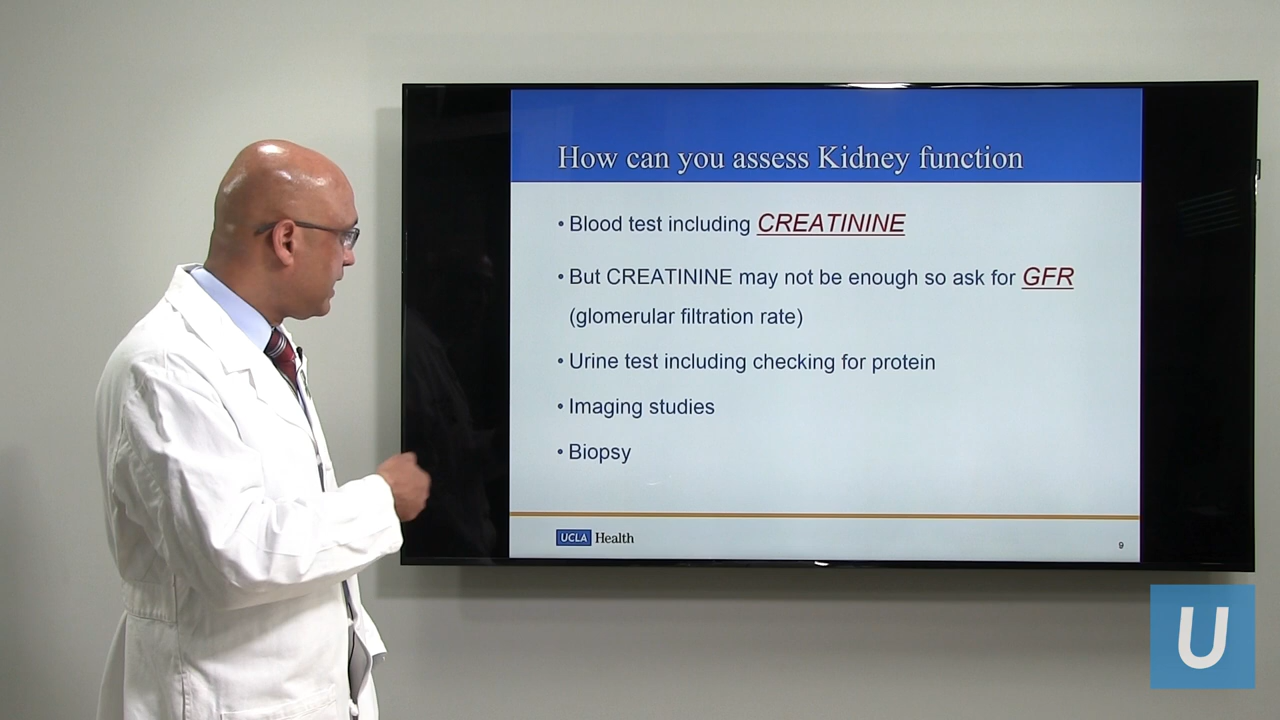 How can you assess Kidney function
• Blood test including CREATININE
• But CREATININE may not be enough so ask for GFR
(glomerular filtration rate)
• Urine test including checking for protein
• Imaging studies
• Biopsy
UCLA Health
9
U